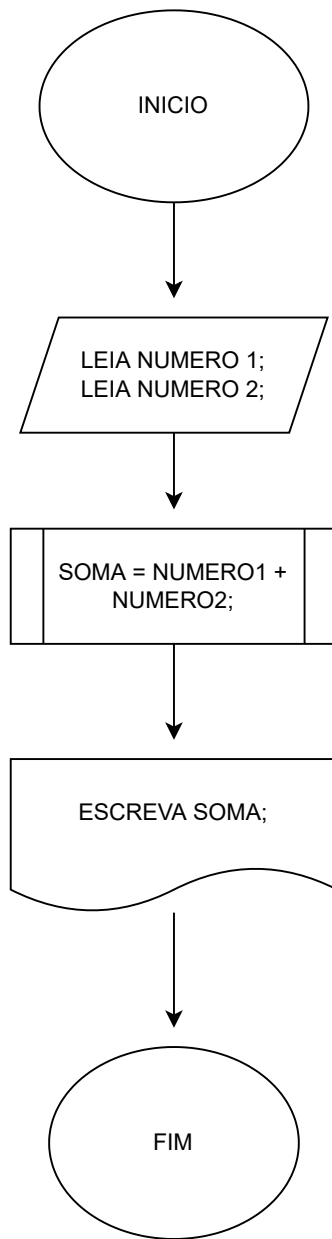 INICIO
LEIA NUMERO 1;
LEIA NUMERO 2;
SOMA = NUMERO1 +
NUMERO2;
ESCREVA SOMA;
FIM